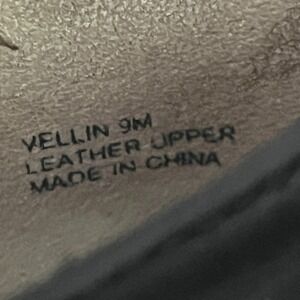 YELLIN 9M
LEATHER UPPER
MADE IN CHINA